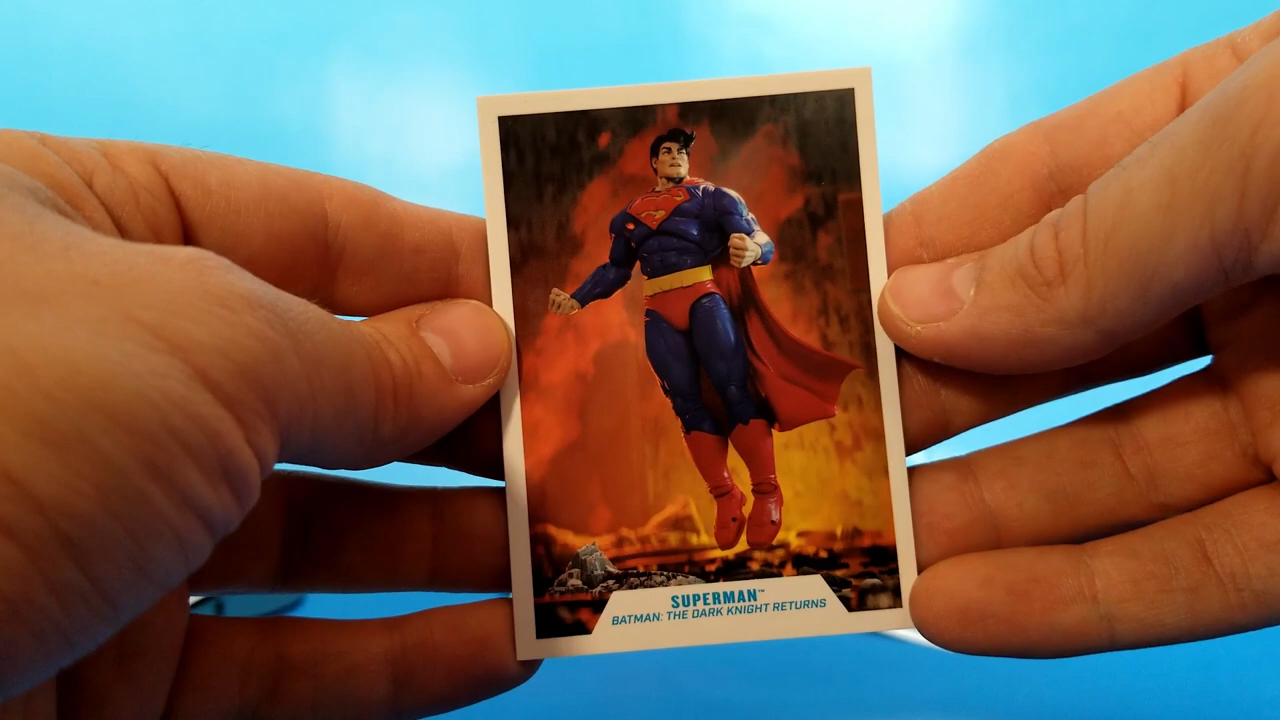 SUPERMAN™
BATMAN: THE DARK KNIGHT RETURNS